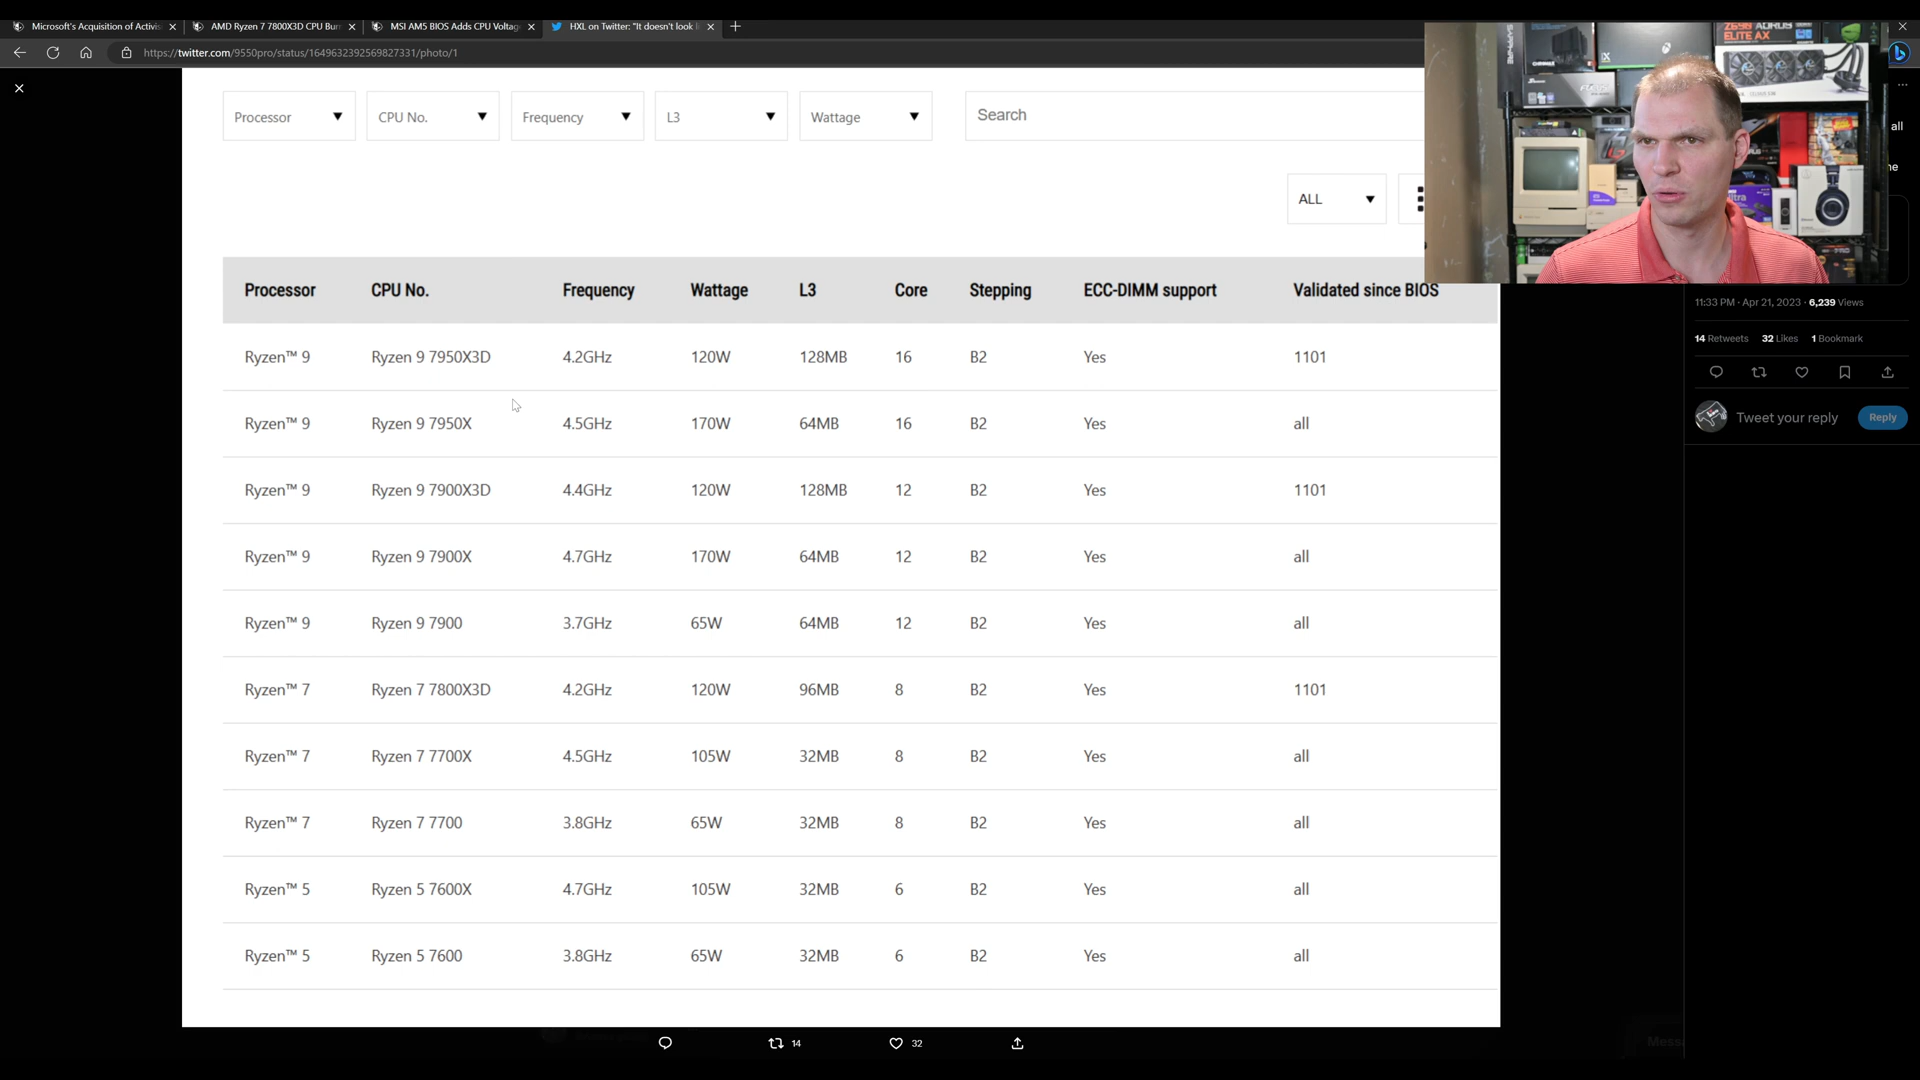 Microsoft's Acquisition of Activis
AMD Ryzen 7 7800X3D CPU Bur
MSI AM5 BIOS Adds CPU Voltag
HXL on Twitter: "It doesn't look l
https://twitter.com/9550pro/status/1649632392569827331/photo/1
Processor
CPU No.
Frequency
L3
Wattage
Search
ALL
Processor CPU No. Frequency Wattage L3 Core Stepping ECC-DIMM support Validated since BIOS
Ryzen™ 9 Ryzen 9 7950X3D 4.2GHz 120W 128MB 16 B2 Yes 1101
Ryzen™ 9 Ryzen 9 7950X 4.5GHz 170W 64MB 16 B2 Yes all
Ryzen™ 9 Ryzen 9 7900X3D 4.4GHz 120W 128MB 12 B2 Yes 1101
Ryzen™ 9 Ryzen 9 7900X 4.7GHz 170W 64MB 12 B2 Yes all
Ryzen™ 9 Ryzen 9 7900 3.7GHz 65W 64MB 12 B2 Yes all
Ryzen™ 7 Ryzen 7 7800X3D 4.2GHz 120W 96MB 8 B2 Yes 1101
Ryzen™ 7 Ryzen 7 7700X 4.5GHz 105W 32MB 8 B2 Yes all
Ryzen™ 7 Ryzen 7 7700 3.8GHz 65W 32MB 8 B2 Yes all
Ryzen™ 5 Ryzen 5 7600X 4.7GHz 105W 32MB 6 B2 Yes all
Ryzen™ 5 Ryzen 5 7600 3.8GHz 65W 32MB 6 B2 Yes all
14
32
Z690 AORUS
ELITE AX
all
11:33 PM · Apr 21, 2023 · 6,239 Views
14 Retweets 32 Likes 1 Bookmark
Tweet your reply
Reply